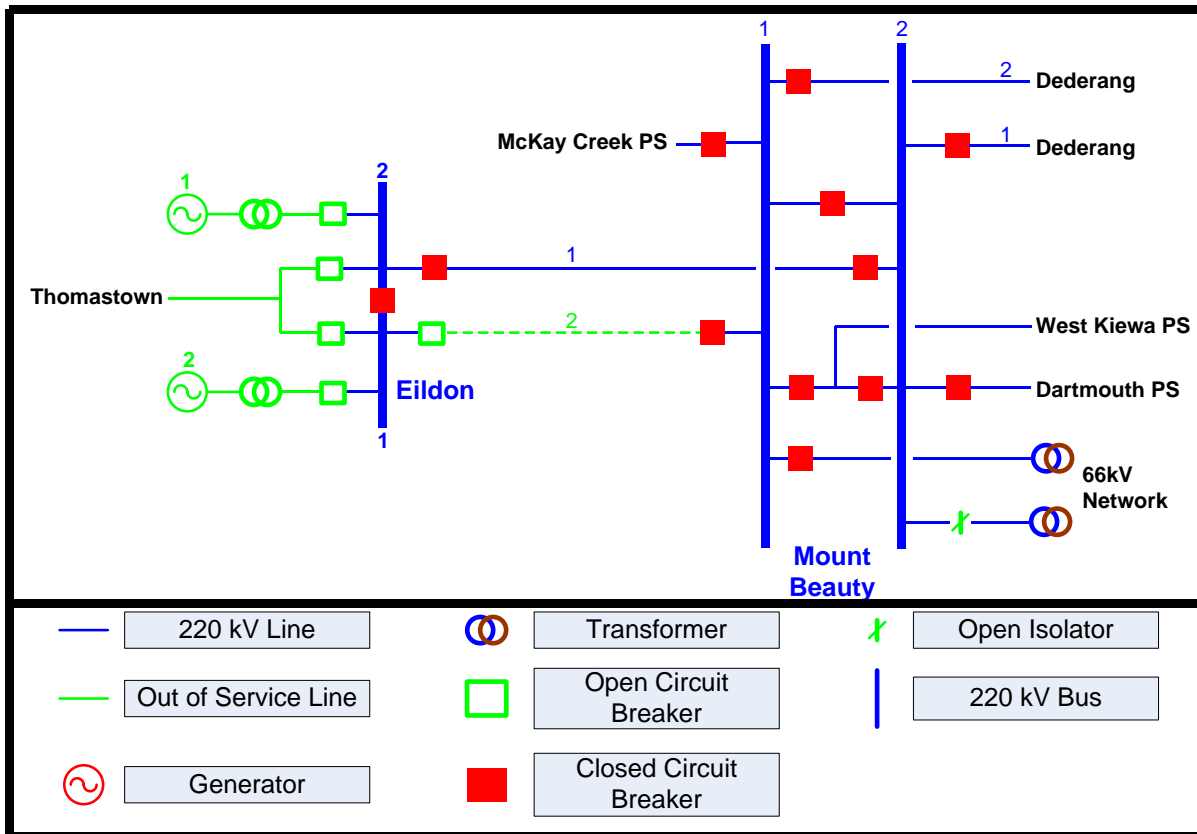 1 2
2 Dederang
McKay Creek PS 1 Dederang
1 2
1
Thomastown
2 2
West Kiewa PS
Eildon Dartmouth PS
1
66kV
Network
Mount
Beauty
220 kV Line Transformer Open Isolator
Out of Service Line Open Circuit
Breaker 220 kV Bus
Generator Closed Circuit
Breaker